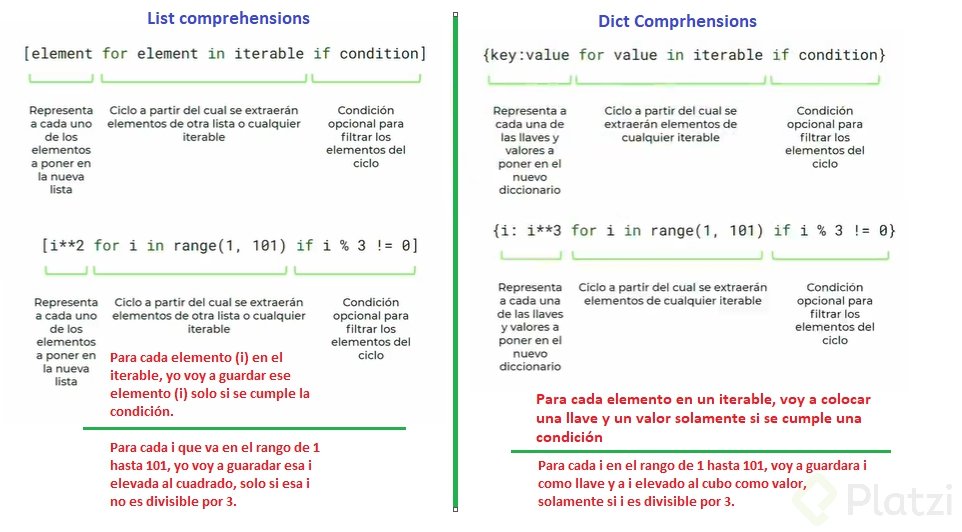 List comprehensions
[element for element in iterable if condition]
Representa
a cada uno
de los
elementos
a poner en
la nueva
lista
Ciclo a partir del cual se extraerán
elementos de otra lista o cualquier
iterable
Condición
opcional para
filtrar los
elementos del
ciclo
[i**2 for i in range(1, 101) if i % 3 != 0]
Representa
a cada uno
de los
elementos
a poner en
la nueva
lista
Ciclo a partir del cual se extraerán
elementos de otra lista o cualquier
iterable
Condición
opcional para
filtrar los
elementos del
ciclo
Para cada elemento (i) en el
iterable, yo voy a guardar ese
elemento (i) solo si se cumple la
condición.
Para cada i que va en el rango de 1
hasta 101, yo voy a guaradar esa i
elevada al cuadrado, solo si esa i
no es divisible por 3.
Dict Comprhensions
{key:value for value in iterable if condition}
Representa a
cada una de
las llaves y
valores a
poner en el
nuevo
diccionario
Ciclo a partir del cual se
extraerán elementos de
cualquier iterable
Condición
opcional para
filtrar los
elementos del
ciclo
{i: i**3 for i in range(1, 101) if i % 3 != 0}
Representa
a cada una
de las llaves
y valores a
poner en el
nuevo
diccionario
Ciclo a partir del cual se extraerán
elementos de cualquier iterable
Condición
opcional para
filtrar los
elementos del
ciclo
Para cada elemento en un iterable, voy a colocar
una llave y un valor solamente si se cumple una
condición
Para cada i en el rango de 1 hasta 101, voy a guardara i
como llave y a i elevado al cubo como valor,
solamente si i es divisible por 3.
Platzi